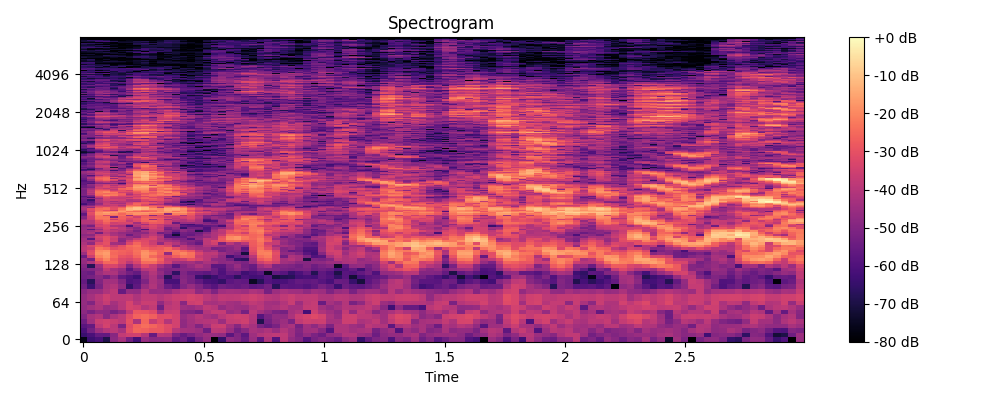 Spectrogram
Hz
4096
2048
1024
512
256
128
64
0
0
0.5
1
1.5
2
2.5
Time
+0 dB
-10 dB
-20 dB
-30 dB
-40 dB
-50 dB
-60 dB
-70 dB
-80 dB